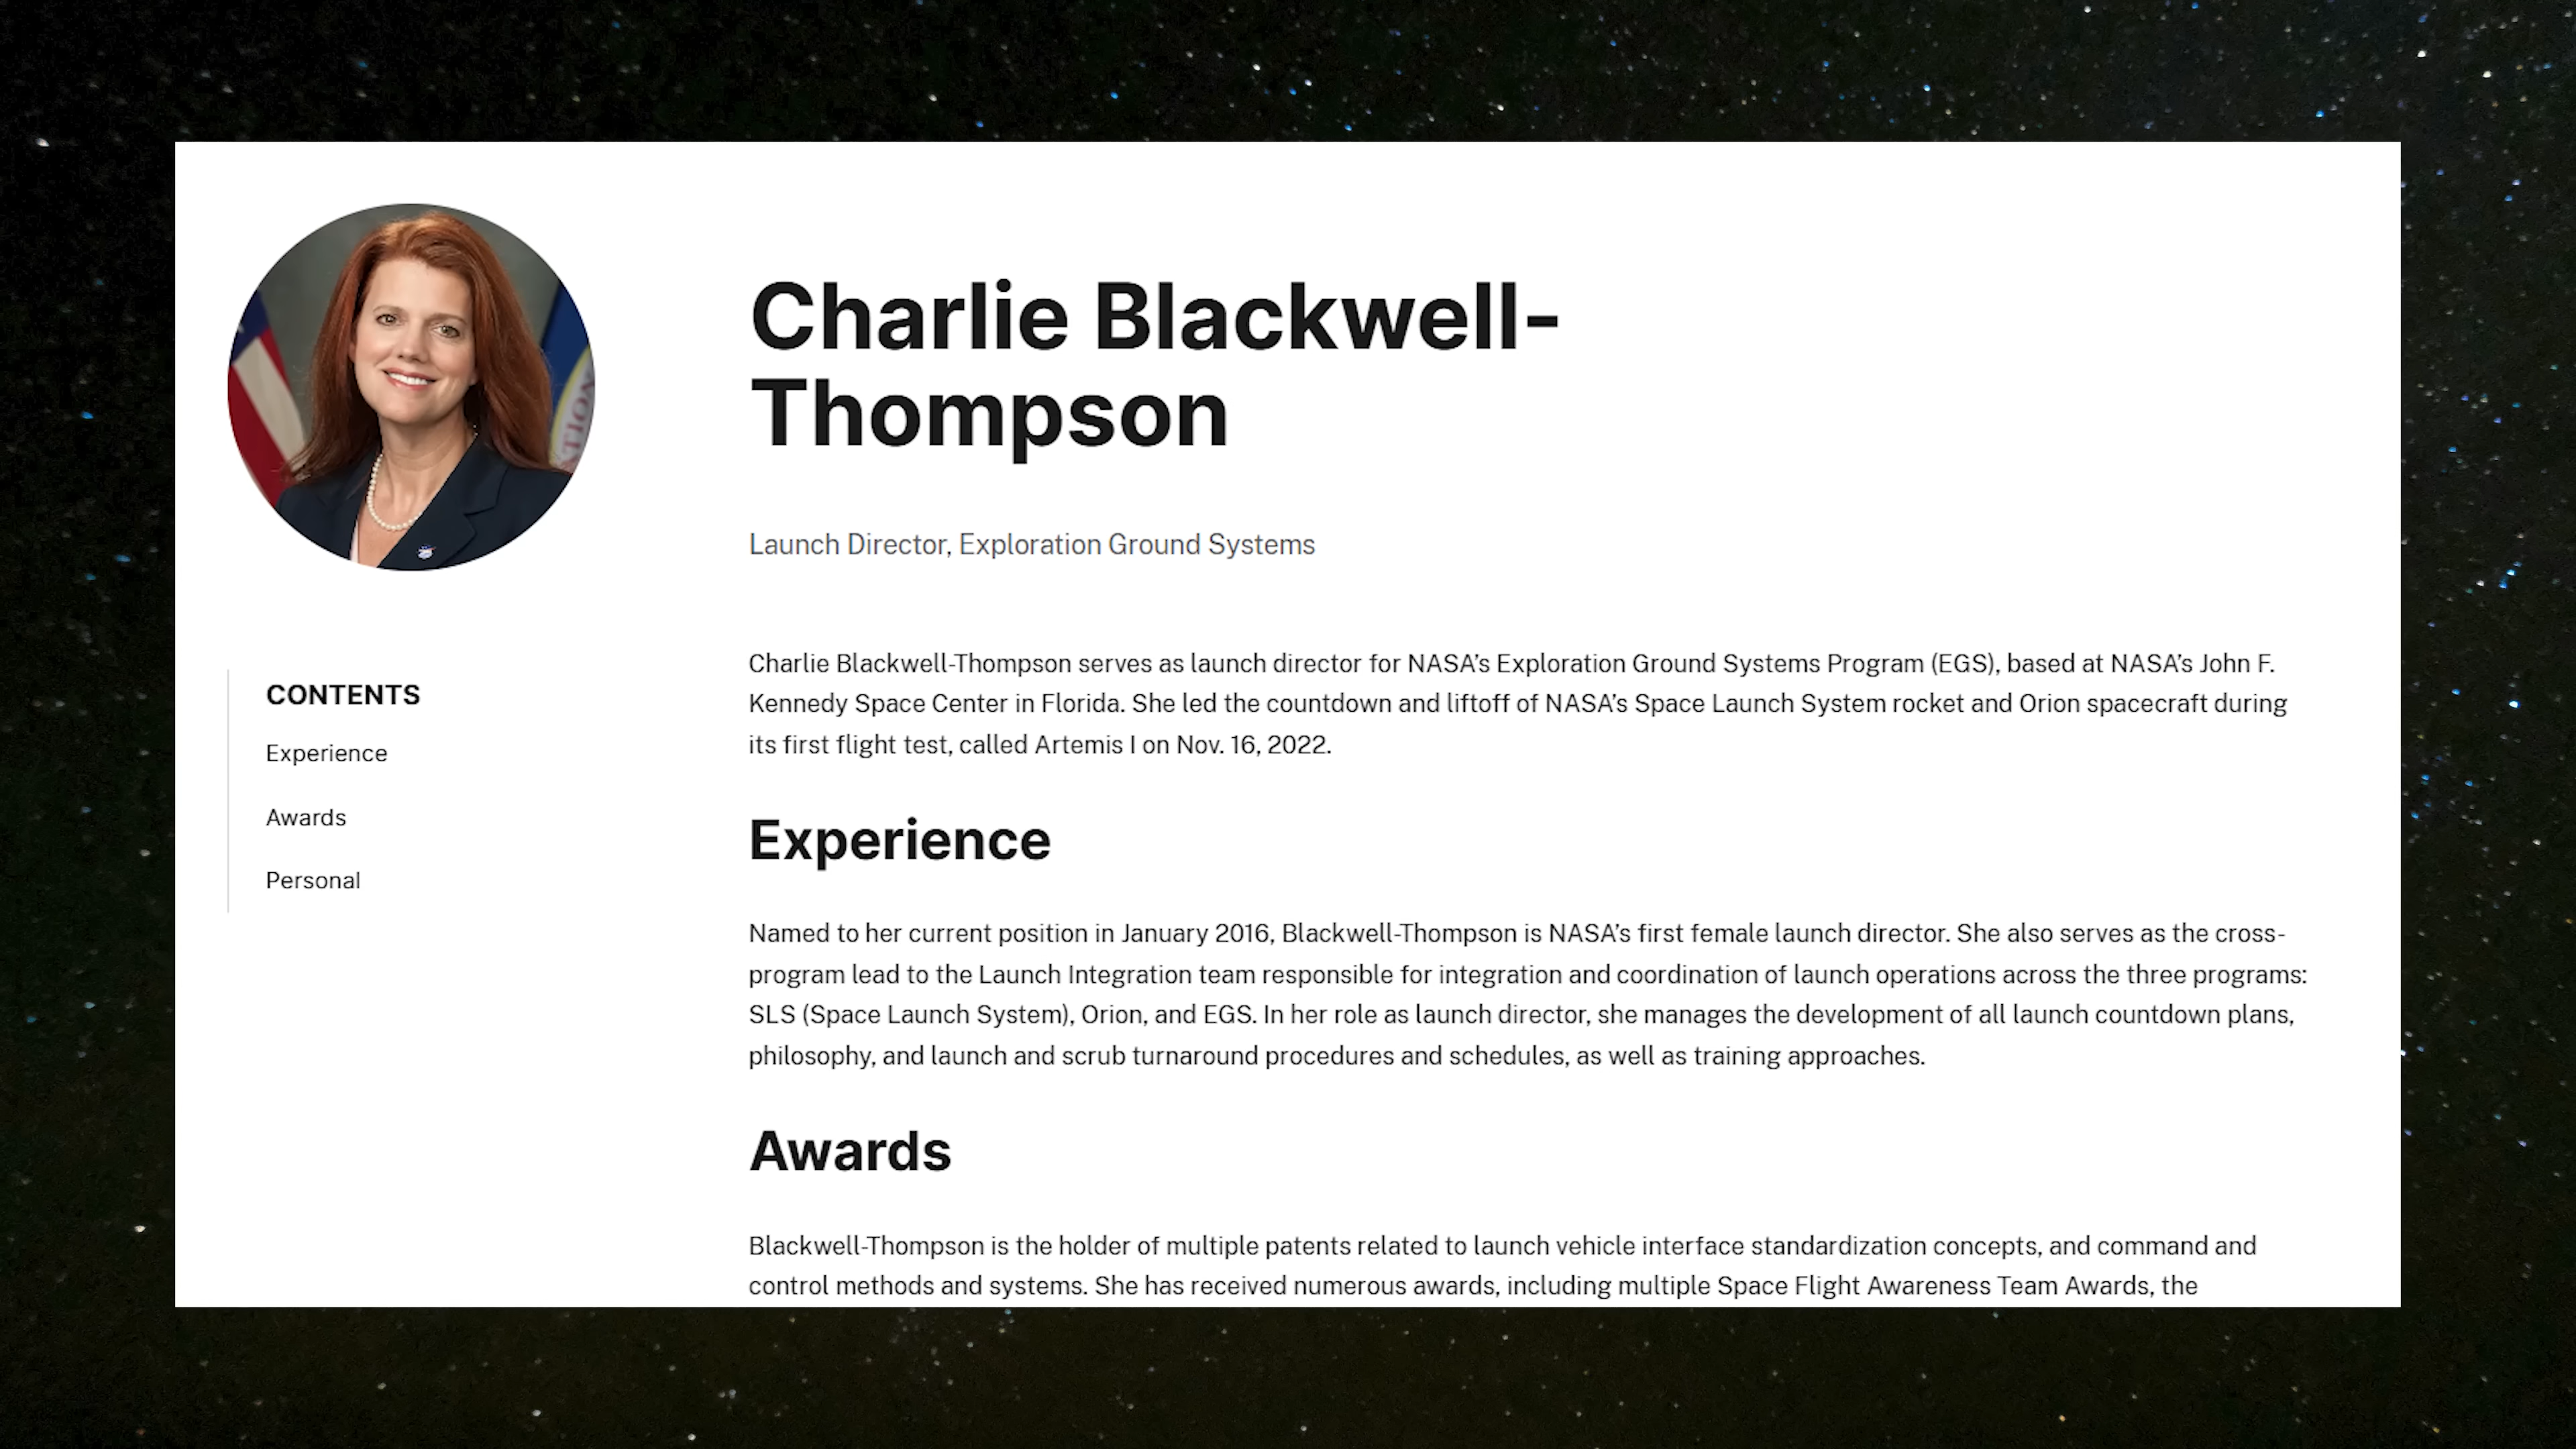 Charlie Blackwell-
Thompson
Launch Director, Exploration Ground Systems
CONTENTS
Experience
Awards
Personal
Charlie Blackwell-Thompson serves as launch director for NASA’s Exploration Ground Systems Program (EGS), based at NASA’s John F.
Kennedy Space Center in Florida. She led the countdown and liftoff of NASA’s Space Launch System rocket and Orion spacecraft during
its first flight test, called Artemis I on Nov. 16, 2022.
Experience
Named to her current position in January 2016, Blackwell-Thompson is NASA’s first female launch director. She also serves as the cross-
program lead to the Launch Integration team responsible for integration and coordination of launch operations across the three programs:
SLS (Space Launch System), Orion, and EGS. In her role as launch director, she manages the development of all launch countdown plans,
philosophy, and launch and scrub turnaround procedures and schedules, as well as training approaches.
Awards
Blackwell-Thompson is the holder of multiple patents related to launch vehicle interface standardization concepts, and command and
control methods and systems. She has received numerous awards, including multiple Space Flight Awareness Team Awards, the